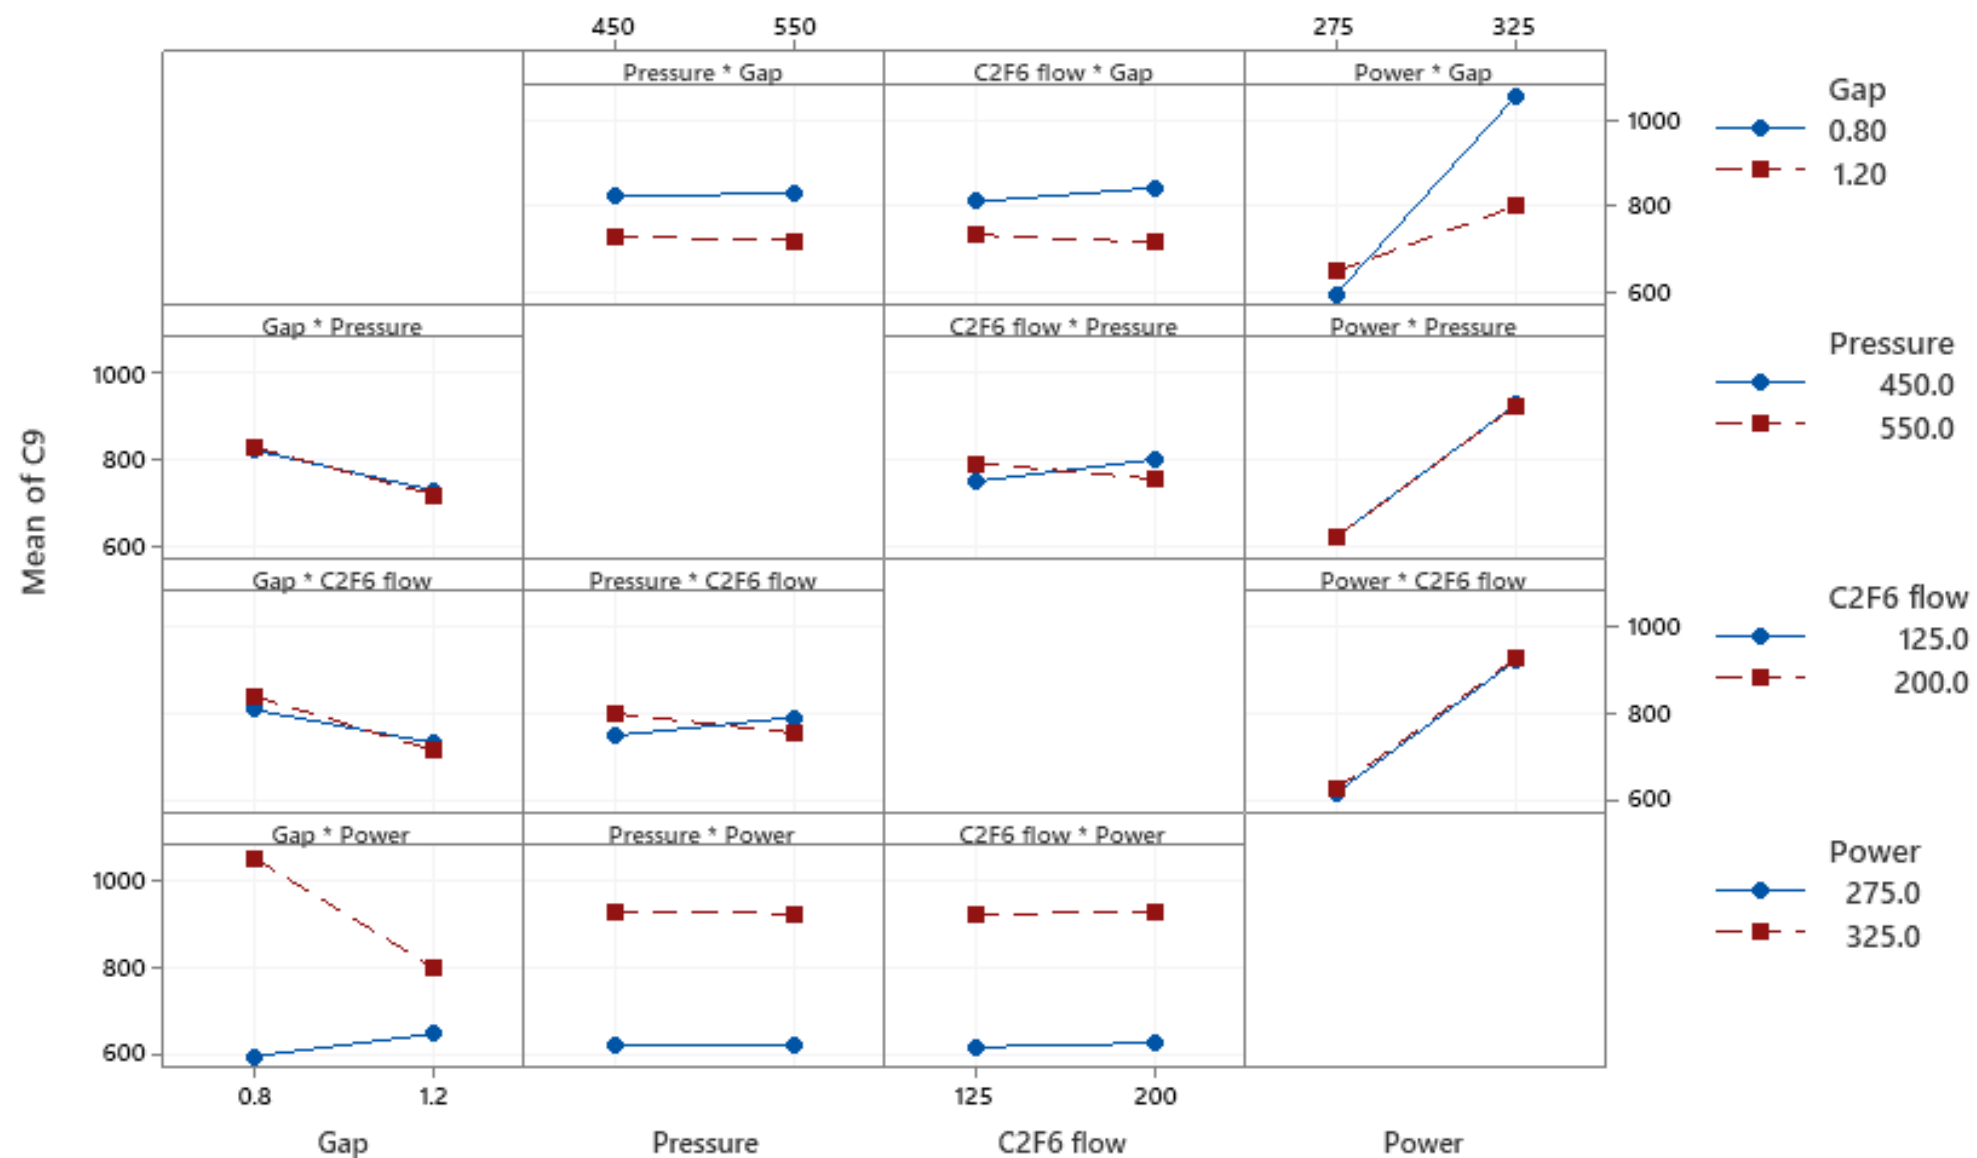 450 550 275 325
Pressure * Gap C2F6 flow * Gap Power * Gap
Gap
0.80
1.20
1000
800
600
Gap * Pressure C2F6 flow * Pressure Power * Pressure
Pressure
450.0
550.0
1000
800
600
Mean of C9
Gap * C2F6 flow Pressure * C2F6 flow Power * C2F6 flow
C2F6 flow
125.0
200.0
1000
800
600
Gap * Power Pressure * Power C2F6 flow * Power
Power
275.0
325.0
1000
800
600
0.8 1.2 125 200
Gap Pressure C2F6 flow Power